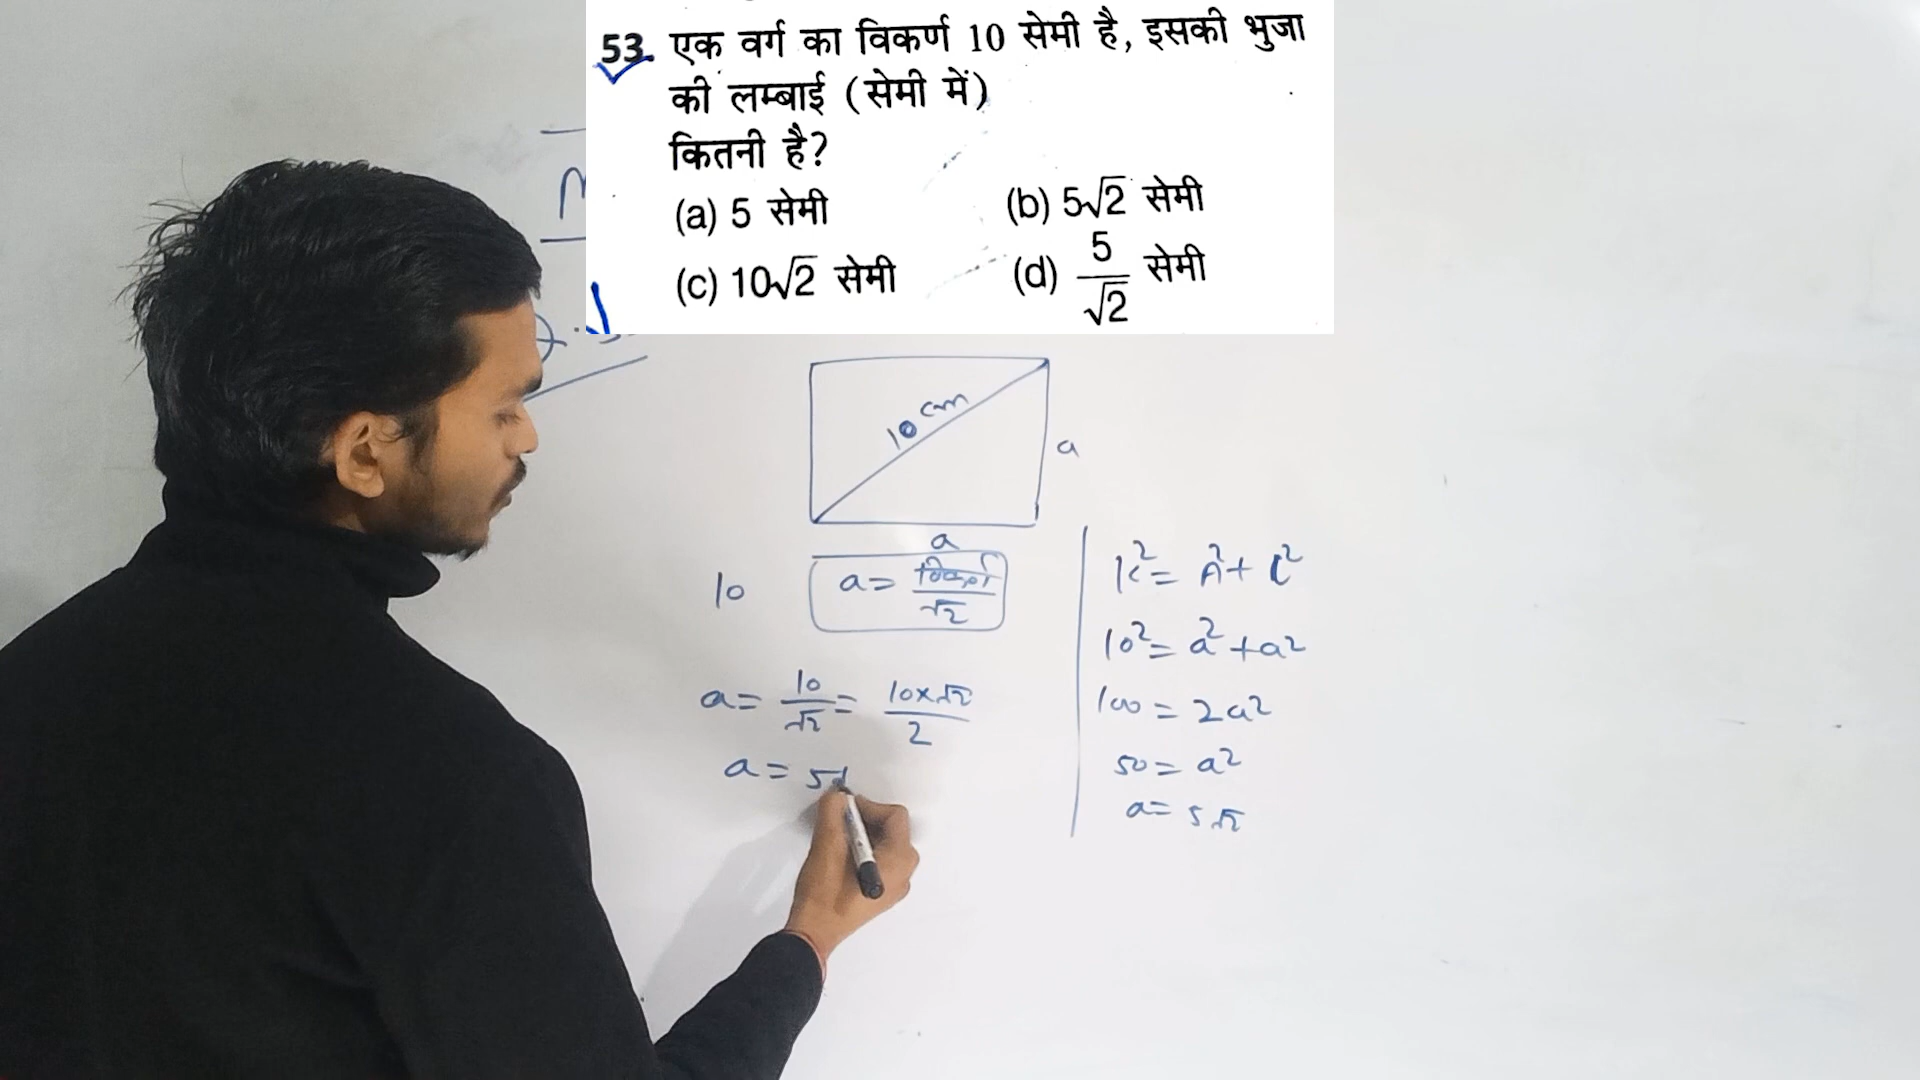 53. एक वर्ग का विकर्ण 10 सेमी है, इसकी भुजा
की लम्बाई (सेमी में)
कितनी है?
(a) 5 सेमी (b) 5√2 सेमी
(c) 10√2 सेमी (d) 5/√2 सेमी
10 cm
a
a
10
a = विकर्ण/√2
a = 10/√2 = 10×√2/2
a = 5
K² = A² + L²
10² = a² + a²
100 = 2a²
50 = a²
a = 5√2